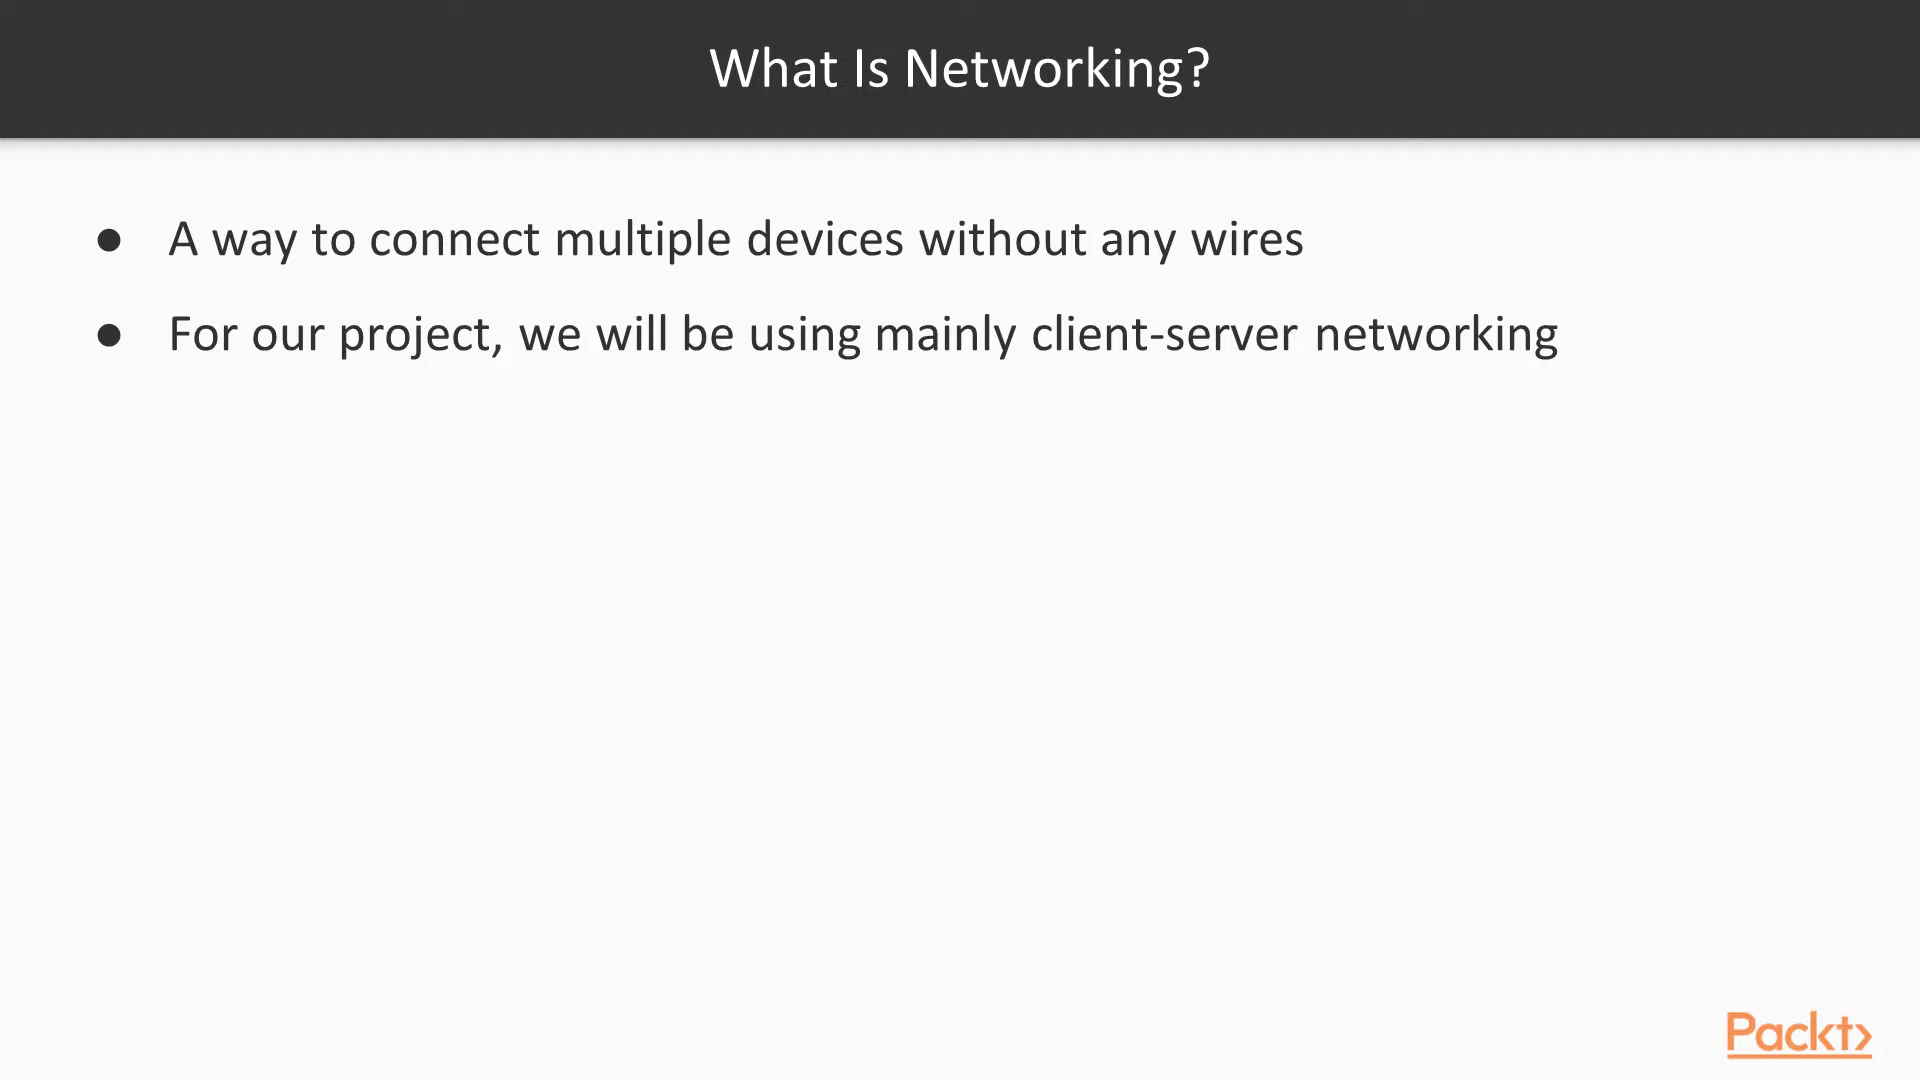 What Is Networking?
● A way to connect multiple devices without any wires
● For our project, we will be using mainly client-server networking
Packt>